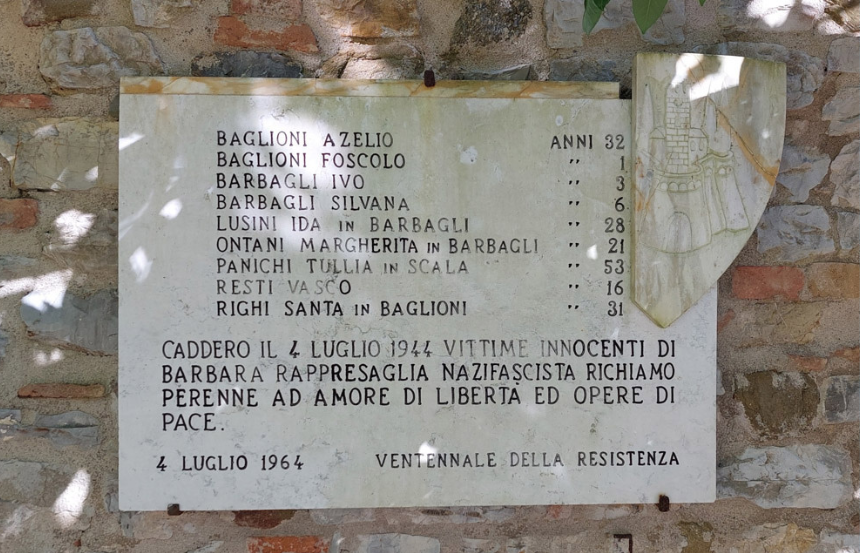 BAGLIONI AZELIO ANNI 32
BAGLIONI FOSCOLO " 1
BARBAGLI IVO " 3
BARBAGLI SILVANA " 6
LUSINI IDA IN BARBAGLI " 28
ONTANI MARGHERITA IN BARBAGLI " 21
PANICHI TULLIA IN SCALA " 53
RESTI VASCO " 16
RIGHI SANTA IN BAGLIONI " 31
CADDERO IL 4 LUGLIO 1944 VITTIME INNOCENTI DI
BARBARA RAPPRESAGLIA NAZIFASCISTA RICHIAMO
PERENNE AD AMORE DI LIBERTÀ ED OPERE DI
PACE.
4 LUGLIO 1964 VENTENNALE DELLA RESISTENZA